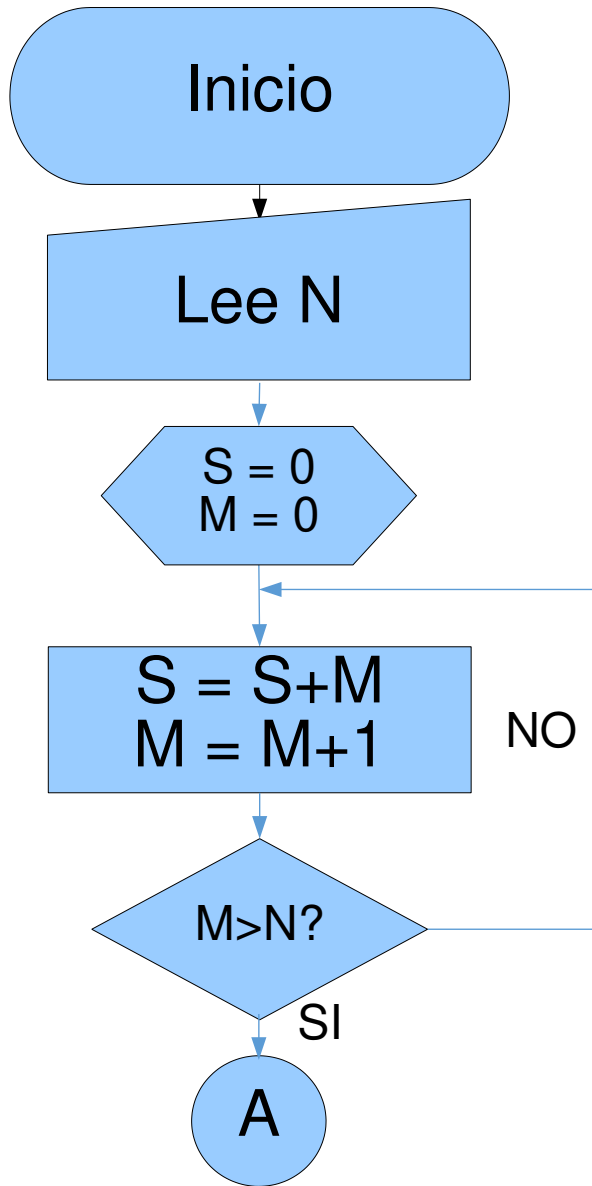 Inicio
Lee N
S = 0
M = 0
S = S+M
M = M+1
NO
M>N?
SI
A